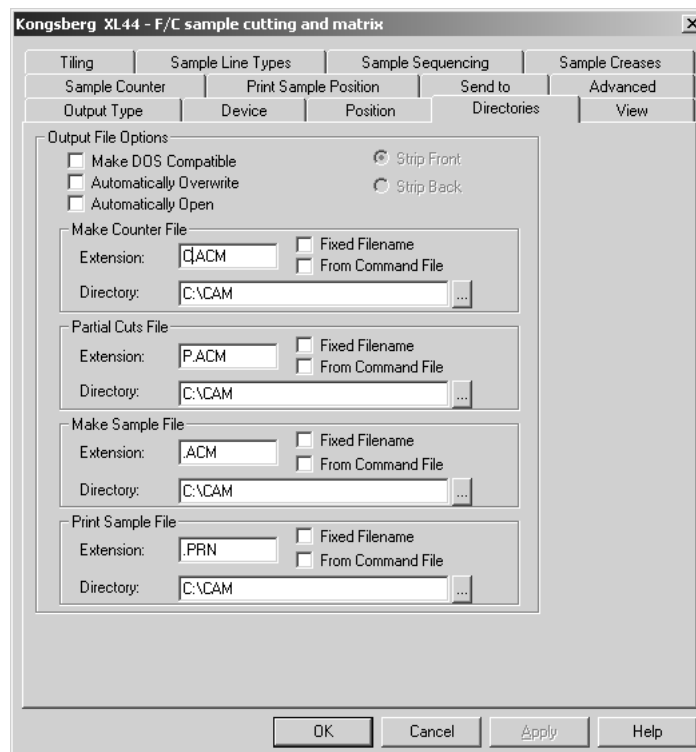 Kongsberg XL44 - F/C sample cutting and matrix
Tiling Sample Line Types Sample Sequencing Sample Creases
Sample Counter Print Sample Position Send to Advanced
Output Type Device Position Directories View
Output File Options
Make DOS Compatible Strip Front
Automatically Overwrite Strip Back
Automatically Open
Make Counter File
Extension: C.ACM Fixed Filename
From Command File
Directory: C:\CAM ...
Partial Cuts File
Extension: P.ACM Fixed Filename
From Command File
Directory: C:\CAM ...
Make Sample File
Extension: .ACM Fixed Filename
From Command File
Directory: C:\CAM ...
Print Sample File
Extension: .PRN Fixed Filename
From Command File
Directory: C:\CAM ...
OK Cancel Apply Help